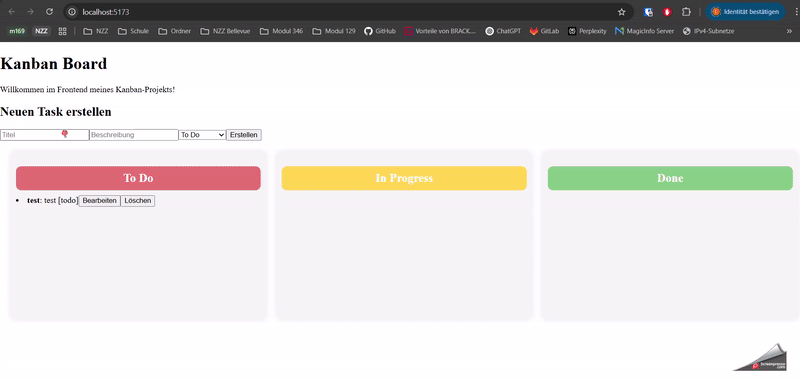 localhost:5173
Identität bestätigen
m169 NZZ NZZ Schule Ordner NZZ Bellevue Modul 346 Modul 129 GitHub Vorteile von BRACK.... ChatGPT GitLab Perplexity MagicInfo Server IPv4-Subnetze »
Kanban Board
Willkommen im Frontend meines Kanban-Projekts!
Neuen Task erstellen
Titel Beschreibung To Do Erstellen
To Do In Progress Done
• test: test [todo] Bearbeiten Löschen
Screenpresso
.com